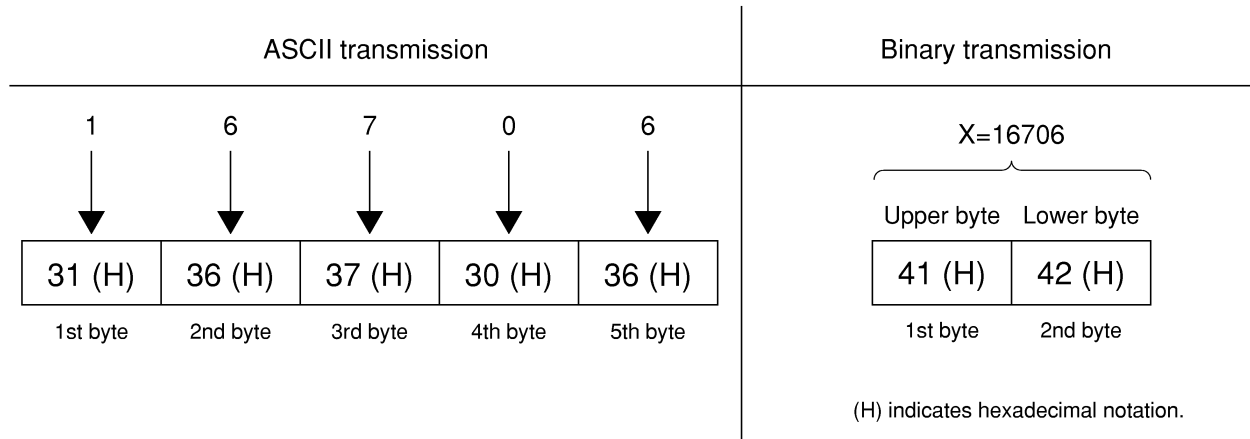 ASCII transmission
1 6 7 0 6
31 (H) 36 (H) 37 (H) 30 (H) 36 (H)
1st byte 2nd byte 3rd byte 4th byte 5th byte
Binary transmission
X=16706
Upper byte Lower byte
41 (H) 42 (H)
1st byte 2nd byte
(H) indicates hexadecimal notation.